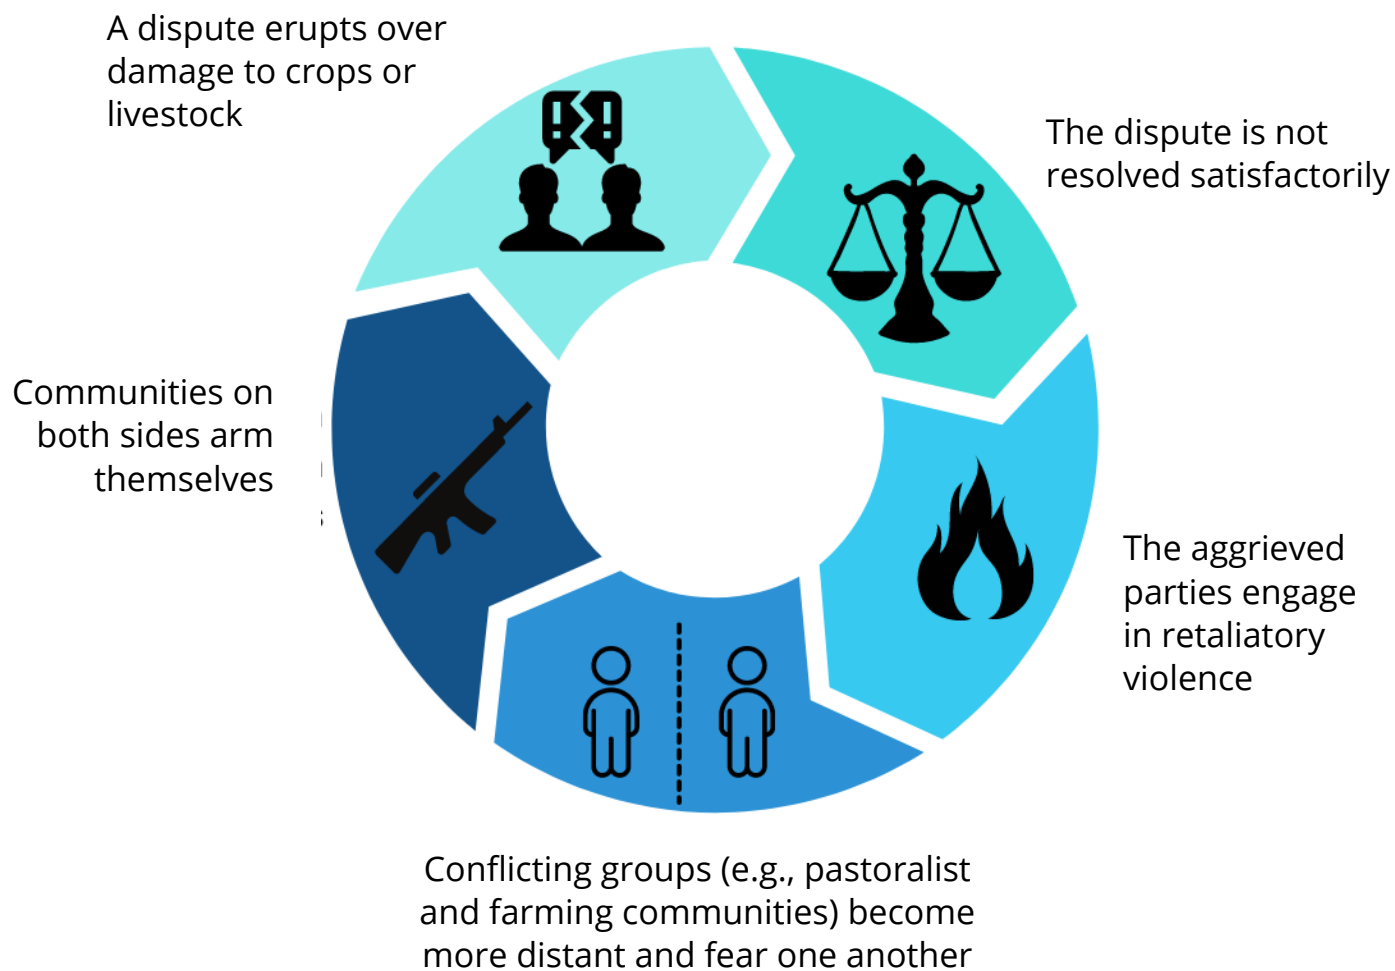 A dispute erupts over
damage to crops or
livestock
The dispute is not
resolved satisfactorily
The aggrieved
parties engage
in retaliatory
violence
Conflicting groups (e.g., pastoralist
and farming communities) become
more distant and fear one another
Communities on
both sides arm
themselves